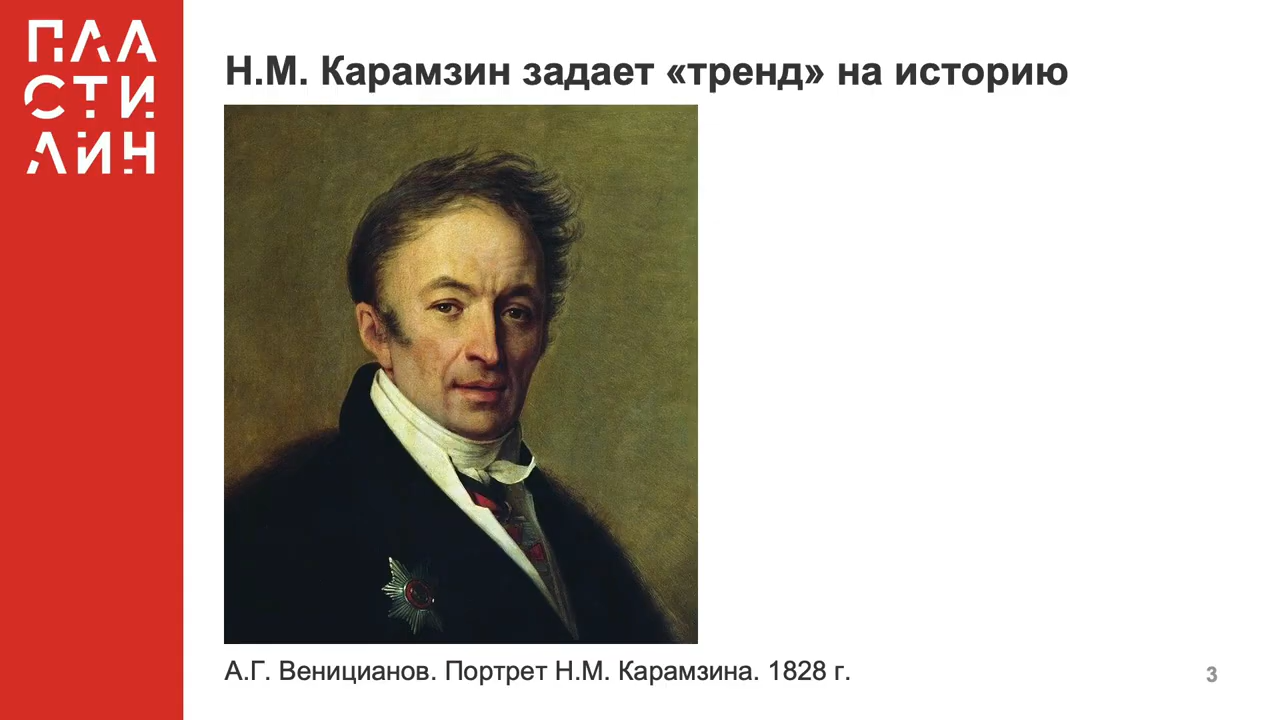 ПЛА
СТИ
ЛИН
Н.М. Карамзин задает «тренд» на историю
А.Г. Веницианов. Портрет Н.М. Карамзина. 1828 г.
3